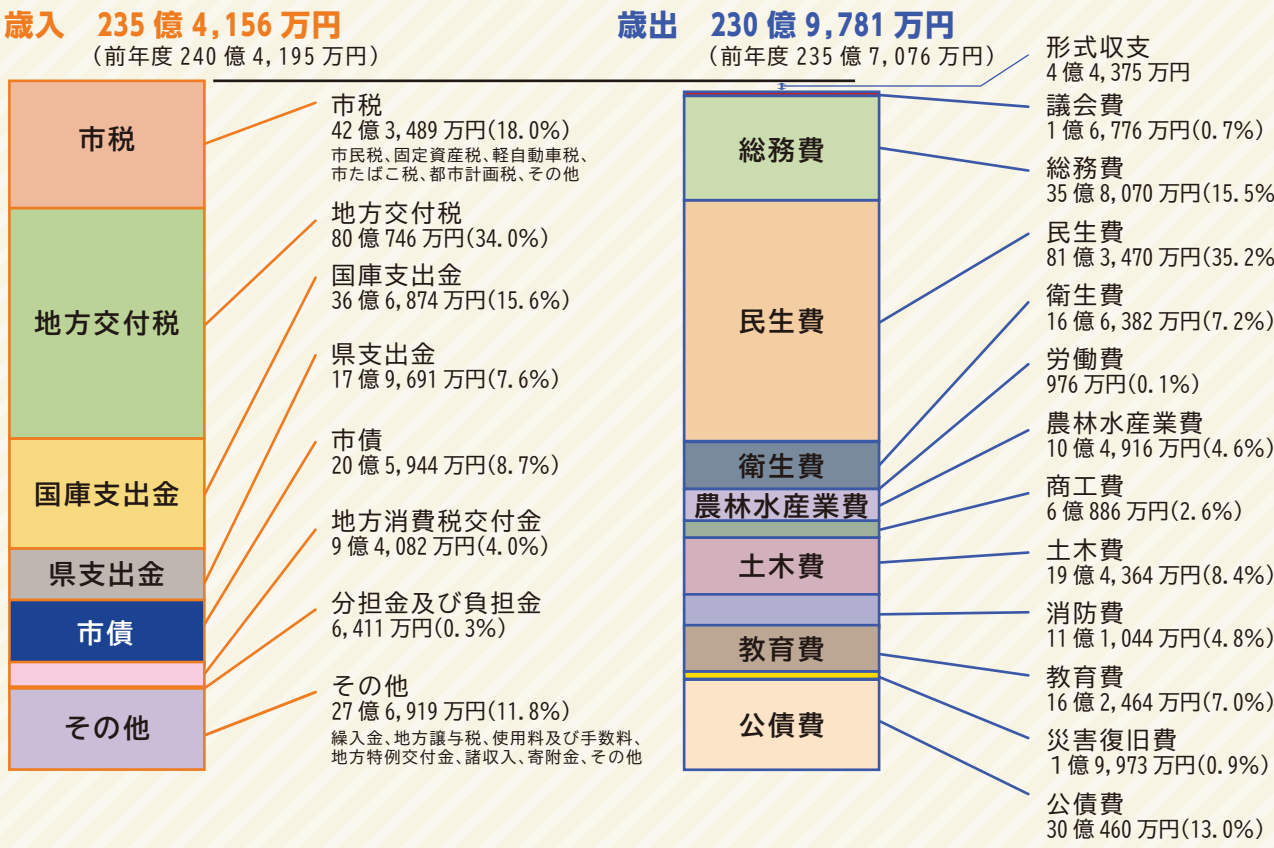 歳入 235億4,156万円
（前年度240億4,195万円）
市税
地方交付税
国庫支出金
県支出金
市債
その他
市税
42億3,489万円(18.0%)
市民税、固定資産税、軽自動車税、
市たばこ税、都市計画税、その他
地方交付税
80億746万円(34.0%)
国庫支出金
36億6,874万円(15.6%)
県支出金
17億9,691万円(7.6%)
市債
20億5,944万円(8.7%)
地方消費税交付金
9億4,082万円(4.0%)
分担金及び負担金
6,411万円(0.3%)
その他
27億6,919万円(11.8%)
繰入金、地方譲与税、使用料及び手数料、
地方特例交付金、諸収入、寄附金、その他
歳出 230億9,781万円
（前年度235億7,076万円）
総務費
民生費
衛生費
農林水産業費
土木費
教育費
公債費
形式収支
4億4,375万円
議会費
1億6,776万円(0.7%)
総務費
35億8,070万円(15.5%
民生費
81億3,470万円(35.2%
衛生費
16億6,382万円(7.2%)
労働費
976万円(0.1%)
農林水産業費
10億4,916万円(4.6%)
商工費
6億886万円(2.6%)
土木費
19億4,364万円(8.4%)
消防費
11億1,044万円(4.8%)
教育費
16億2,464万円(7.0%)
災害復旧費
1億9,973万円(0.9%)
公債費
30億460万円(13.0%)